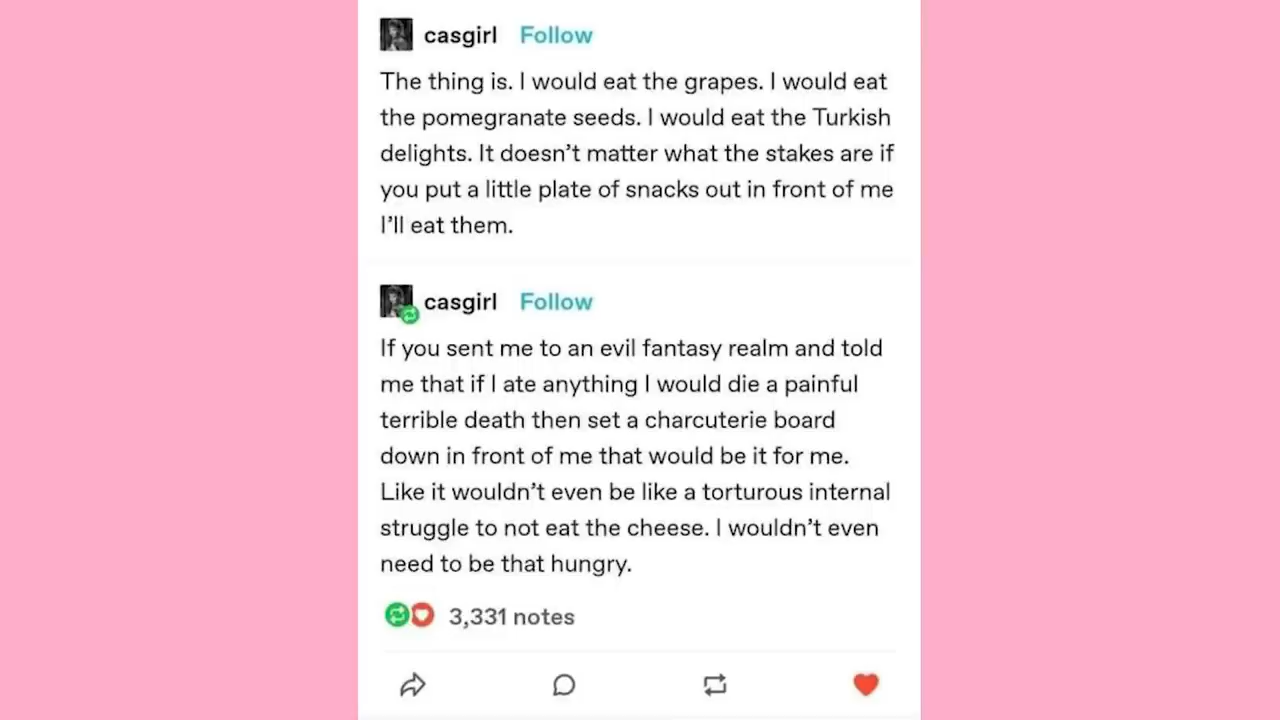 casgirl Follow
The thing is. I would eat the grapes. I would eat
the pomegranate seeds. I would eat the Turkish
delights. It doesn't matter what the stakes are if
you put a little plate of snacks out in front of me
I'll eat them.
casgirl Follow
If you sent me to an evil fantasy realm and told
me that if I ate anything I would die a painful
terrible death then set a charcuterie board
down in front of me that would be it for me.
Like it wouldn't even be like a torturous internal
struggle to not eat the cheese. I wouldn't even
need to be that hungry.
3,331 notes